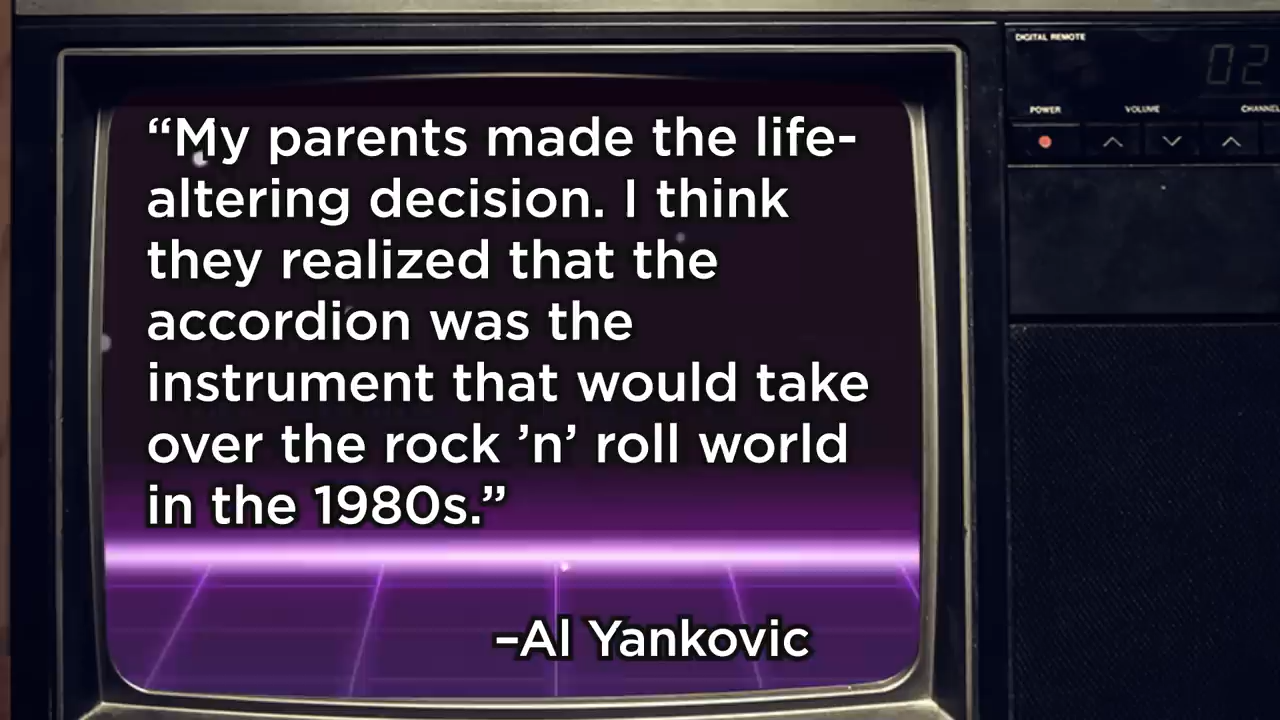 DIGITAL REMOTE
02
POWER VOLUME CHANNEL
“My parents made the life-
altering decision. I think
they realized that the
accordion was the
instrument that would take
over the rock ’n’ roll world
in the 1980s.”
–Al Yankovic